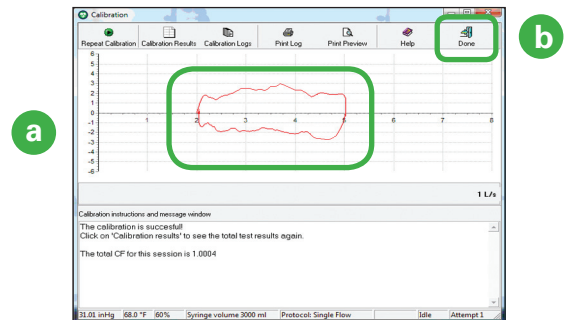 Calibration
b
Repeat Calibration Calibration Results Calibration Logs Print Log Print Preview Help Done
a
6
5
4
3
2
1
0
-1
-2
-3
-4
-5
-6
1 2 3 4 5 6 7 8
1 L/s
Calibration instructions and message window
The calibration is succesful!
Click on 'Calibration results' to see the total test results again.
The total CF for this session is 1.0004
31.01 inHg 68.0 °F 60% Syringe volume 3000 ml Protocol: Single Flow Idle Attempt 1